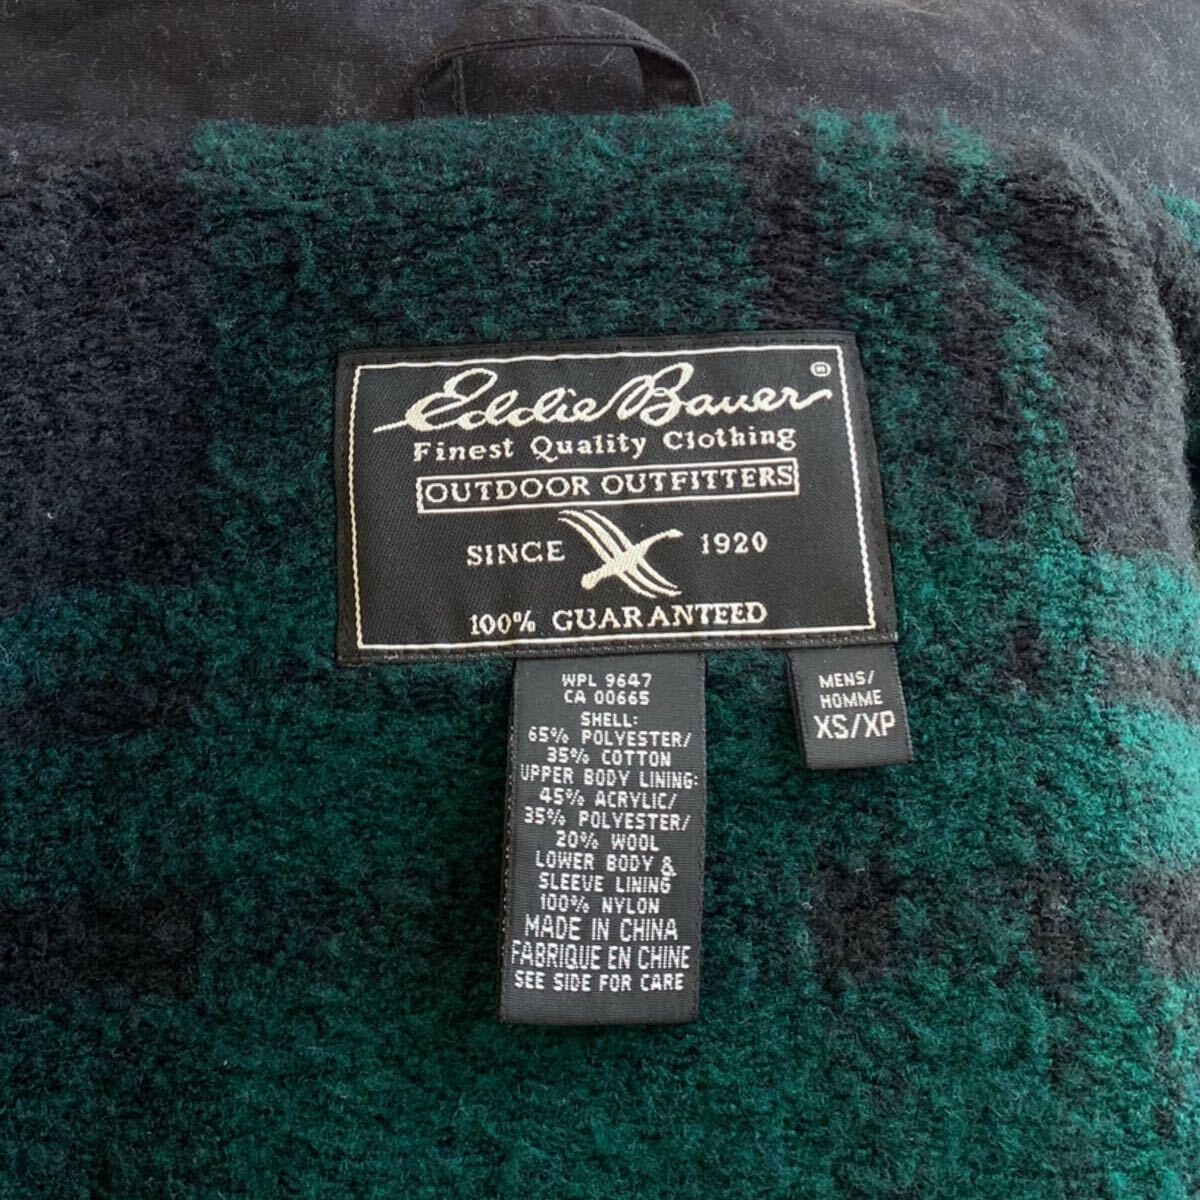 Eddie Bauer®
Finest Quality Clothing
OUTDOOR OUTFITTERS
SINCE 1920
100% GUARANTEED
WPL 9647
CA 00665
SHELL:
65% POLYESTER/
35% COTTON
UPPER BODY LINING:
45% ACRYLIC/
35% POLYESTER/
20% WOOL
LOWER BODY &
SLEEVE LINING
100% NYLON
MADE IN CHINA
FABRIQUE EN CHINE
SEE SIDE FOR CARE
MENS/
HOMME
XS/XP